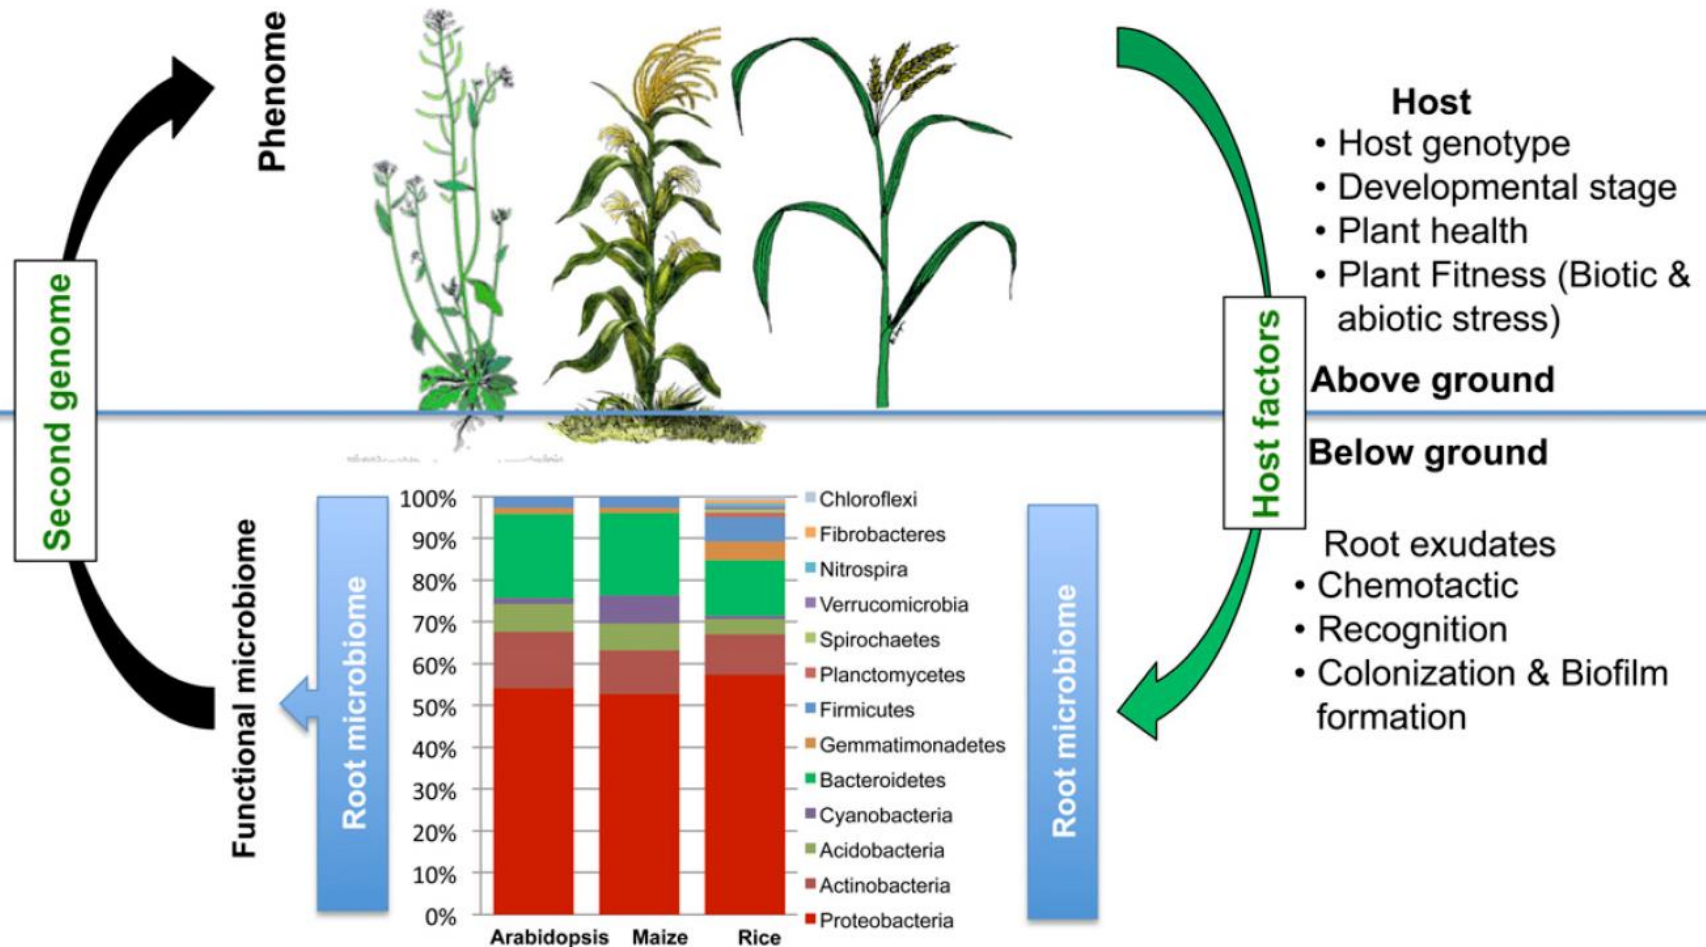 Phenome
Host
• Host genotype
• Developmental stage
• Plant health
• Plant Fitness (Biotic &
abiotic stress)
Second genome
Host factors
Above ground
Below ground
Root exudates
• Chemotactic
• Recognition
• Colonization & Biofilm
formation
Functional microbiome
Root microbiome
100%
90%
80%
70%
60%
50%
40%
30%
20%
10%
0%
Arabidopsis Maize Rice
Chloroflexi
Fibrobacteres
Nitrospira
Verrucomicrobia
Spirochaetes
Planctomycetes
Firmicutes
Gemmatimonadetes
Bacteroidetes
Cyanobacteria
Acidobacteria
Actinobacteria
Proteobacteria
Root microbiome